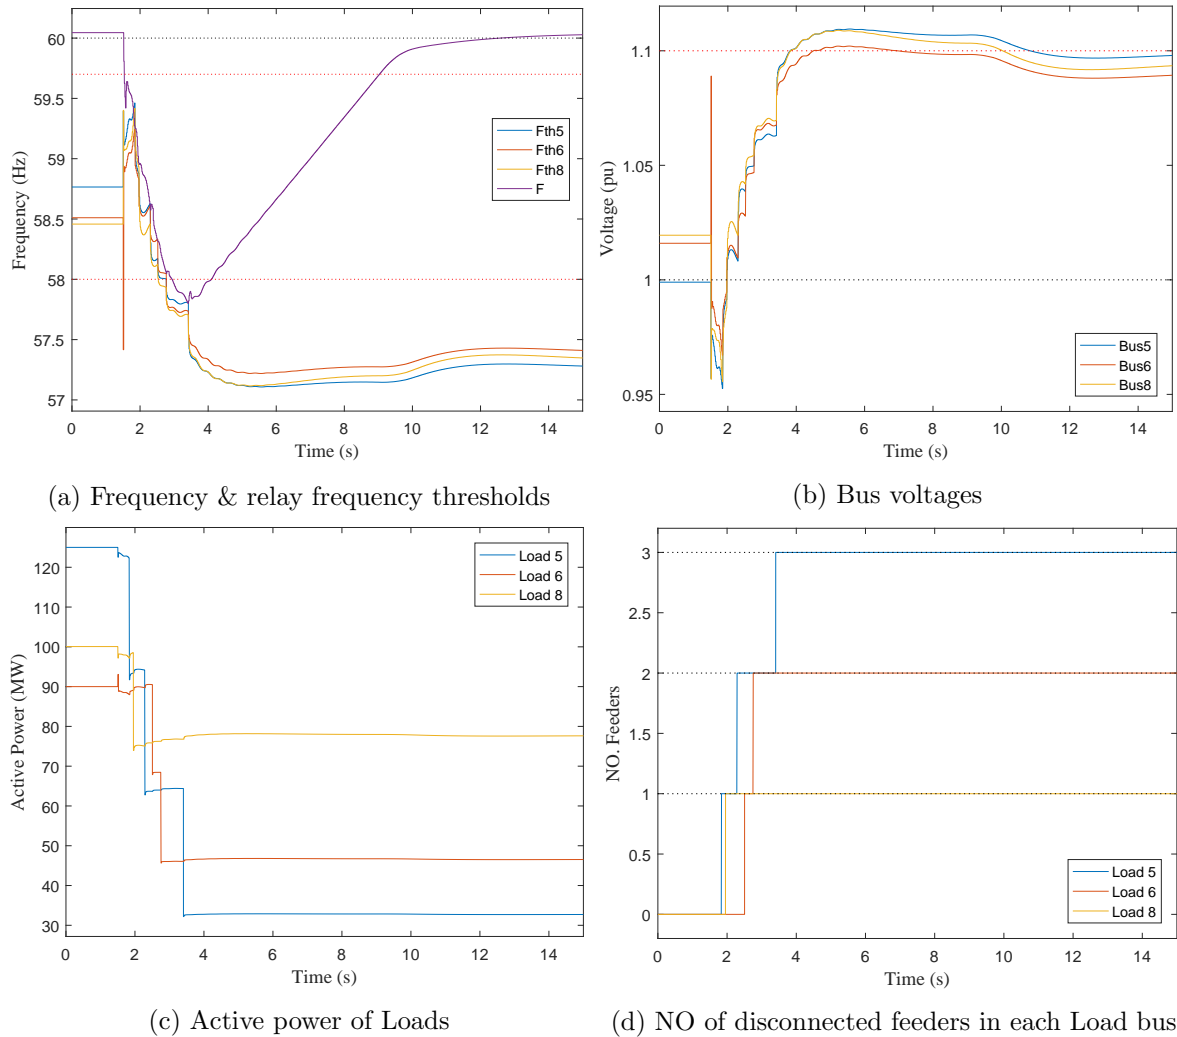 60
59.5
59
58.5
58
57.5
57
Frequency (Hz)
Fth5
Fth6
Fth8
F
0 2 4 6 8 10 12 14
Time (s)
(a) Frequency & relay frequency thresholds
1.10
1.05
1
0.95
Voltage (pu)
Bus5
Bus6
Bus8
0 2 4 6 8 10 12 14
Time (s)
(b) Bus voltages
120
110
100
90
80
70
60
50
40
30
Active Power (MW)
Load 5
Load 6
Load 8
0 2 4 6 8 10 12 14
Time (s)
(c) Active power of Loads
3
2.5
2
1.5
1
0.5
0
NO. Feeders
Load 5
Load 6
Load 8
0 2 4 6 8 10 12 14
Time (s)
(d) NO of disconnected feeders in each Load bus